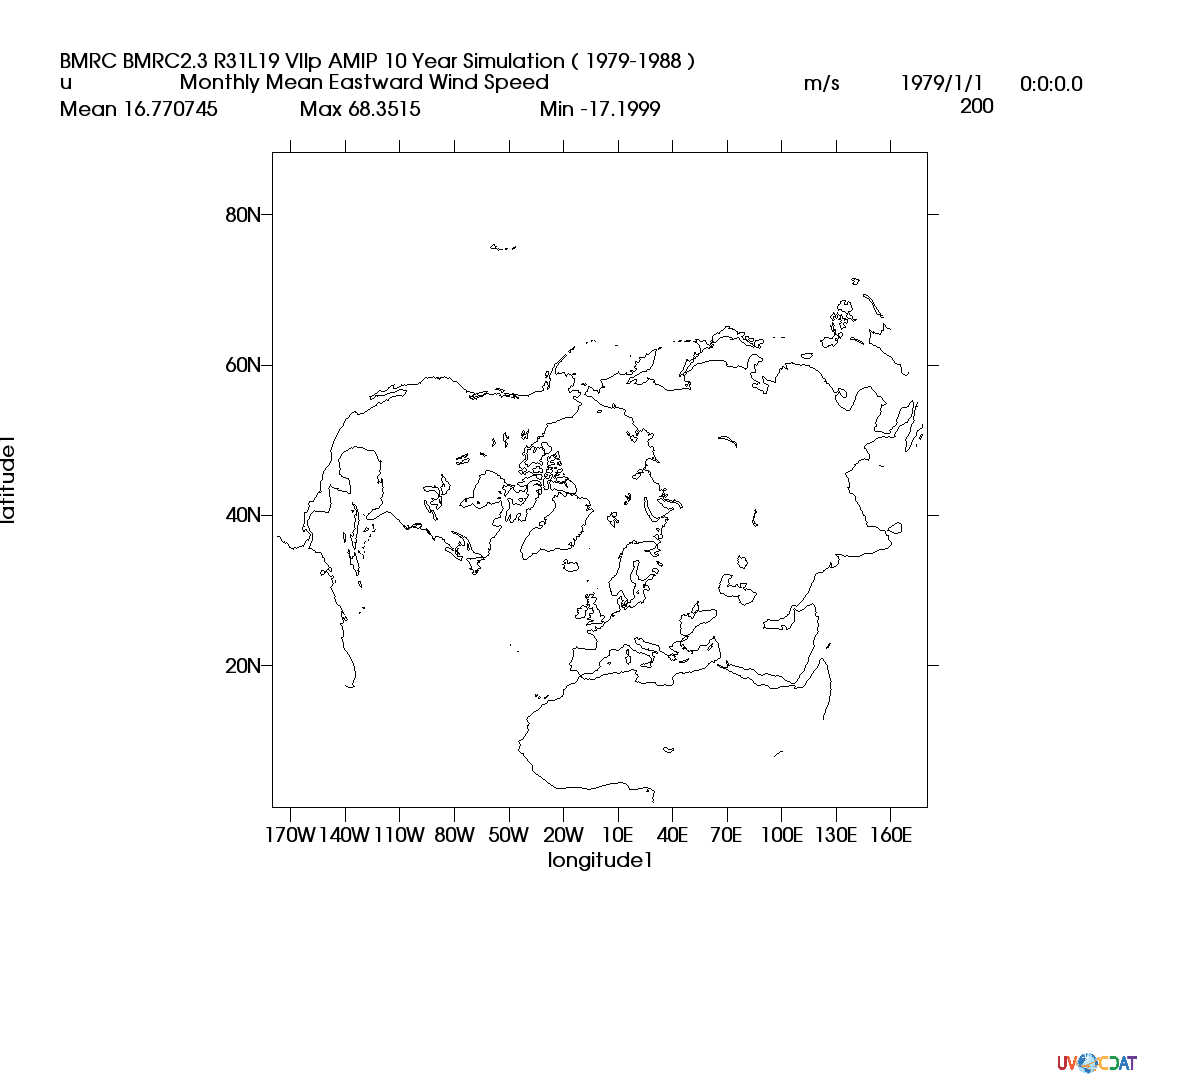 BMRC BMRC2.3 R31L19 VIIp AMIP 10 Year Simulation ( 1979-1988 )
u Monthly Mean Eastward Wind Speed m/s 1979/1/1 0:0:0.0
Mean 16.770745 Max 68.3515 Min -17.1999 200
80N
60N
40N
20N
latitude1
170W 140W 110W 80W 50W 20W 10E 40E 70E 100E 130E 160E
longitude1
UV CDAT